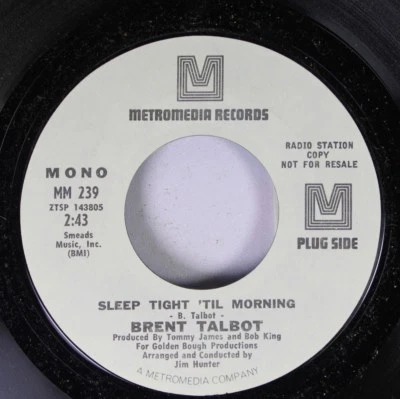 METROMEDIA RECORDS
MONO
MM 239
ZTSP 143805
2:43
Smeads
Music, Inc.
(BMI)
RADIO STATION
COPY
NOT FOR RESALE
PLUG SIDE
SLEEP TIGHT 'TIL MORNING
- B. Talbot -
BRENT TALBOT
Produced By Tommy James and Bob King
For Golden Bough Productions
Arranged and Conducted by
Jim Hunter
A METROMEDIA COMPANY